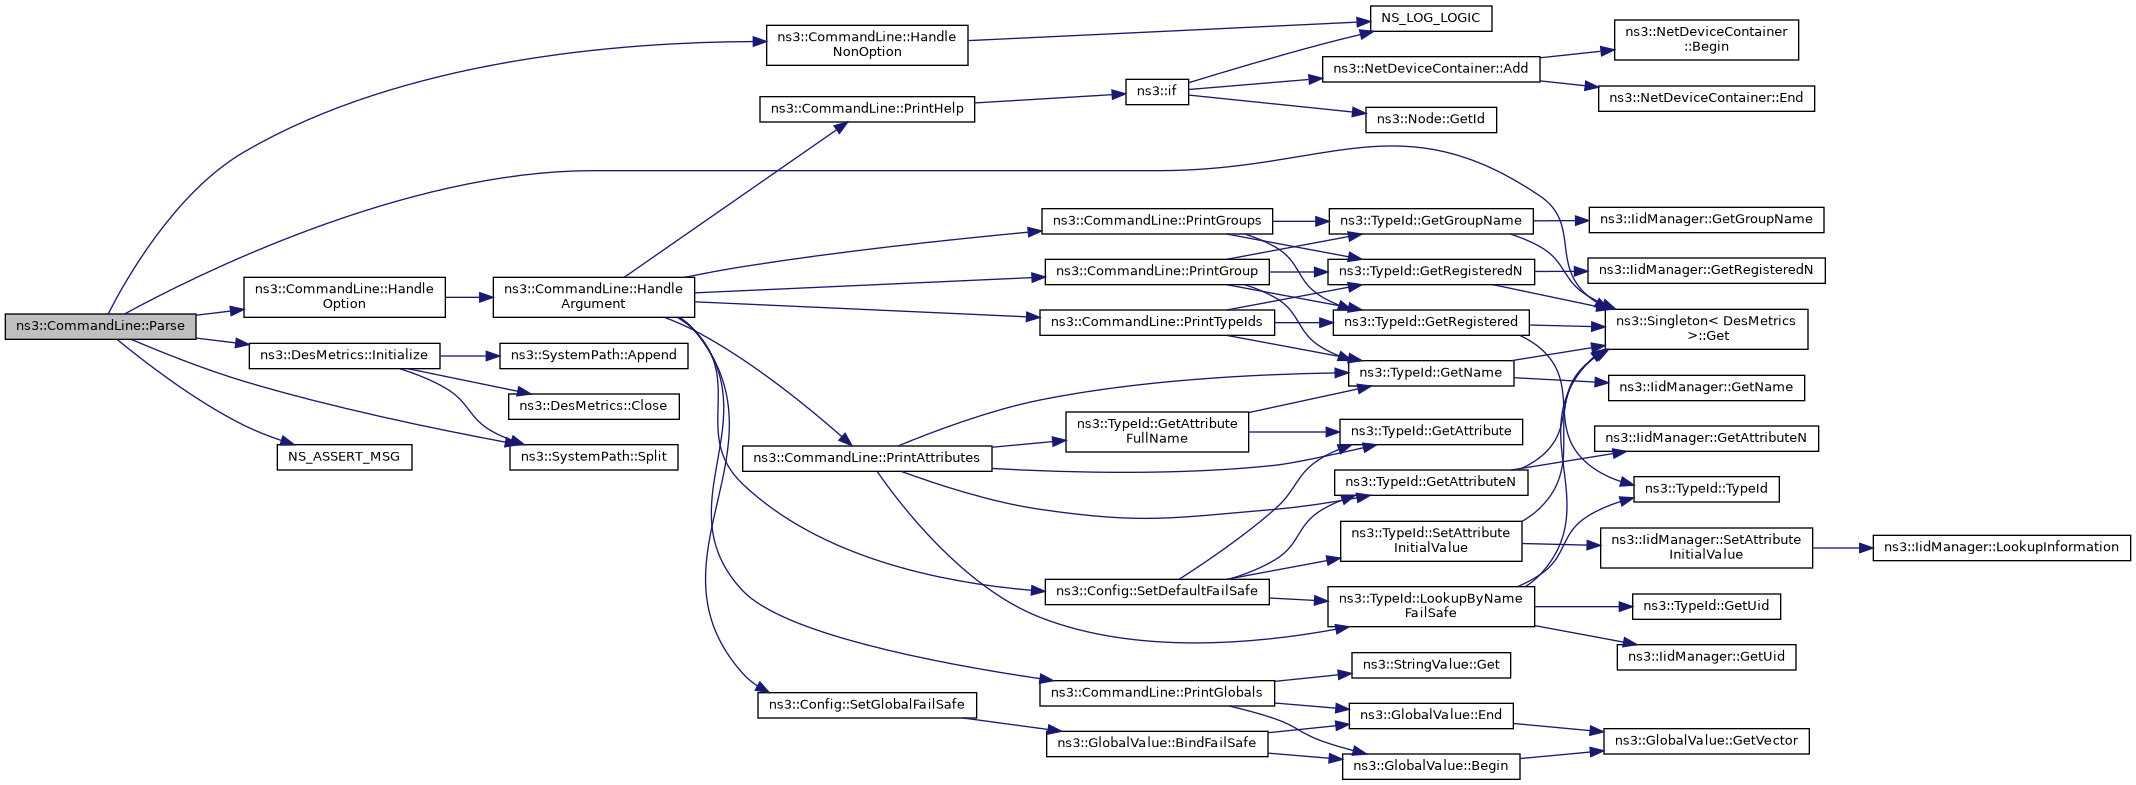 ns3::CommandLine::Parse
ns3::CommandLine::Handle
NonOption
ns3::CommandLine::Handle
Option
ns3::DesMetrics::Initialize
NS_ASSERT_MSG
ns3::CommandLine::Handle
Argument
ns3::SystemPath::Append
ns3::DesMetrics::Close
ns3::SystemPath::Split
ns3::CommandLine::PrintHelp
ns3::CommandLine::PrintAttributes
ns3::Config::SetGlobalFailSafe
ns3::if
ns3::CommandLine::PrintGroups
ns3::CommandLine::PrintGroup
ns3::CommandLine::PrintTypeIds
ns3::TypeId::GetAttribute
FullName
ns3::Config::SetDefaultFailSafe
ns3::CommandLine::PrintGlobals
ns3::GlobalValue::BindFailSafe
NS_LOG_LOGIC
ns3::NetDeviceContainer::Add
ns3::Node::GetId
ns3::TypeId::GetGroupName
ns3::TypeId::GetRegisteredN
ns3::TypeId::GetRegistered
ns3::TypeId::GetName
ns3::TypeId::GetAttribute
ns3::TypeId::GetAttributeN
ns3::TypeId::SetAttribute
InitialValue
ns3::TypeId::LookupByName
FailSafe
ns3::StringValue::Get
ns3::GlobalValue::End
ns3::GlobalValue::Begin
ns3::NetDeviceContainer
::Begin
ns3::NetDeviceContainer::End
ns3::IidManager::GetGroupName
ns3::IidManager::GetRegisteredN
ns3::Singleton< DesMetrics
>::Get
ns3::IidManager::GetName
ns3::IidManager::GetAttributeN
ns3::TypeId::TypeId
ns3::IidManager::SetAttribute
InitialValue
ns3::TypeId::GetUid
ns3::IidManager::GetUid
ns3::GlobalValue::GetVector
ns3::IidManager::LookupInformation